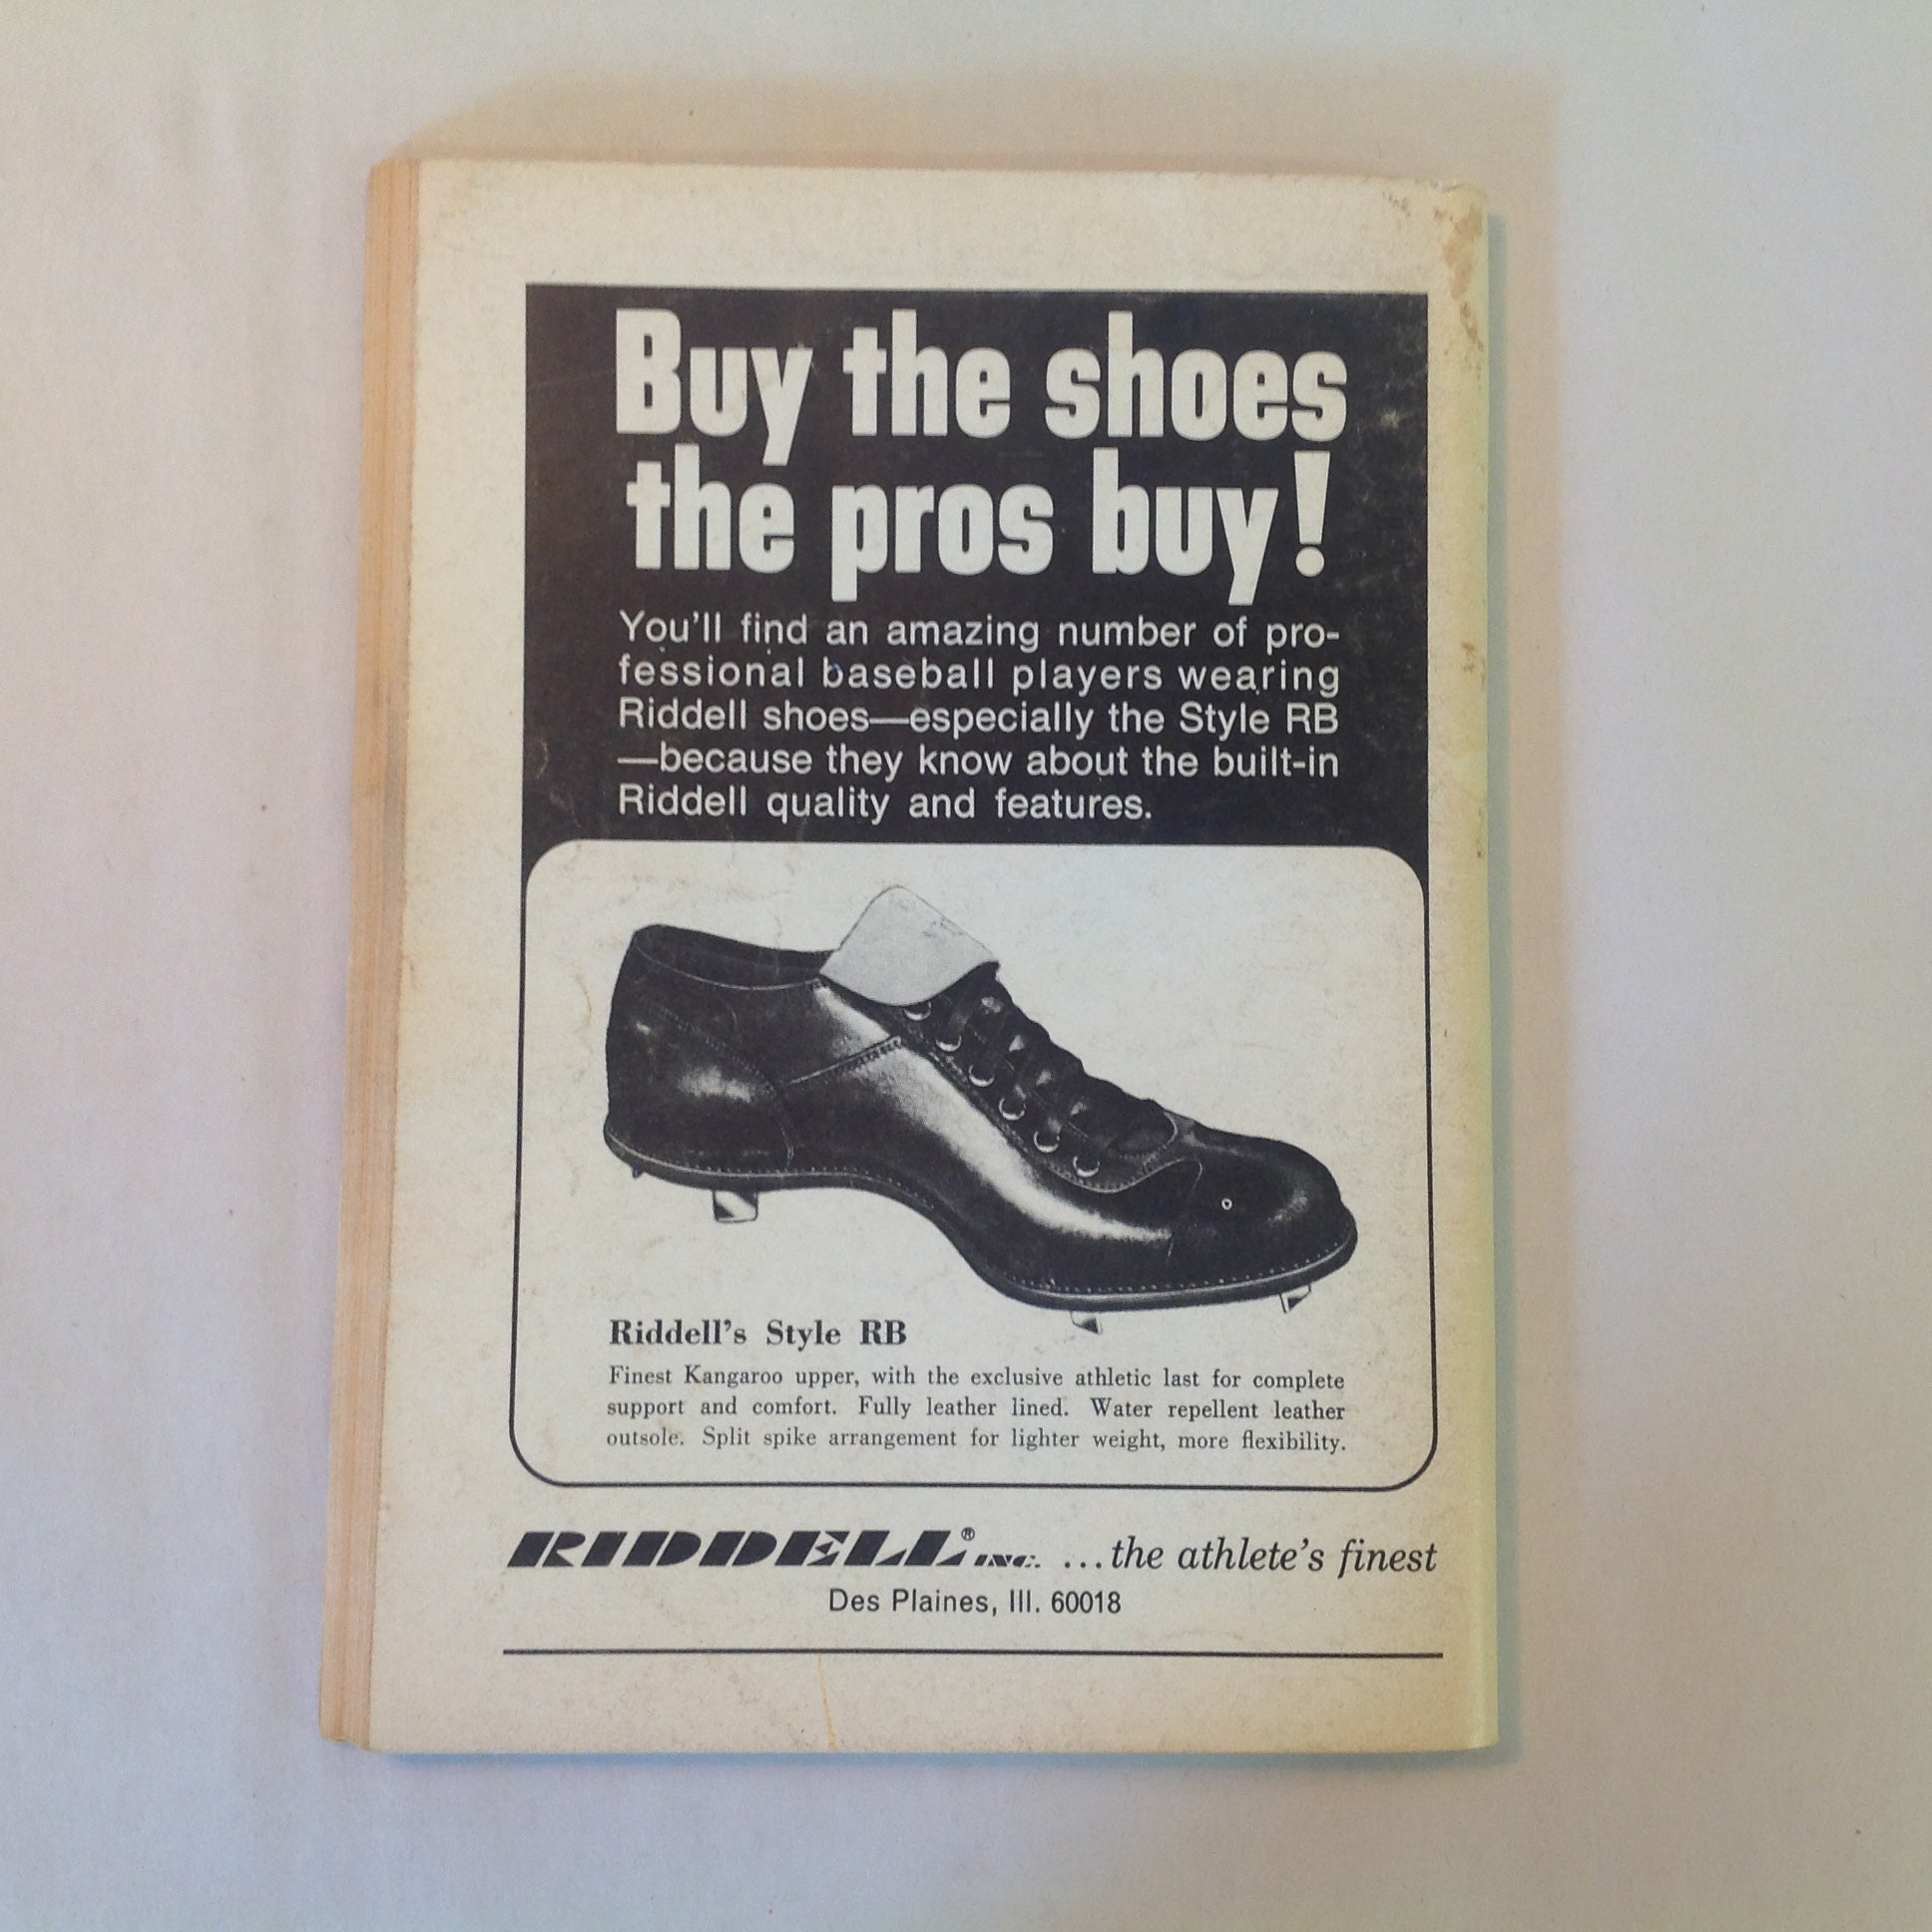 Buy the shoes
the pros buy!
You'll find an amazing number of pro-
fessional baseball players wearing
Riddell shoes—especially the Style RB
—because they know about the built-in
Riddell quality and features.
Riddell's Style RB
Finest Kangaroo upper, with the exclusive athletic last for complete
support and comfort. Fully leather lined. Water repellent leather
outsole. Split spike arrangement for lighter weight, more flexibility.
RIDDELL® INC. ...the athlete's finest
Des Plaines, Ill. 60018